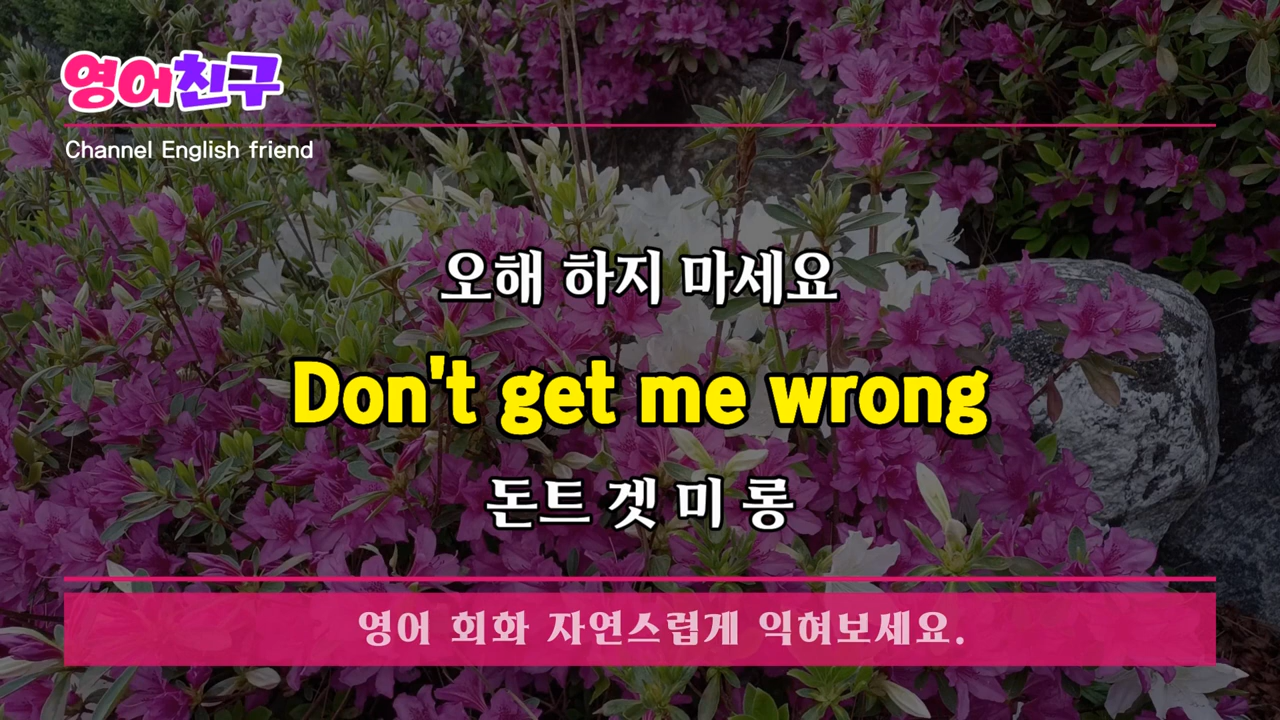 영어친구
Channel English friend
오해 하지 마세요
Don't get me wrong
돈트 겟 미 롱
영어 회화 자연스럽게 익혀보세요.